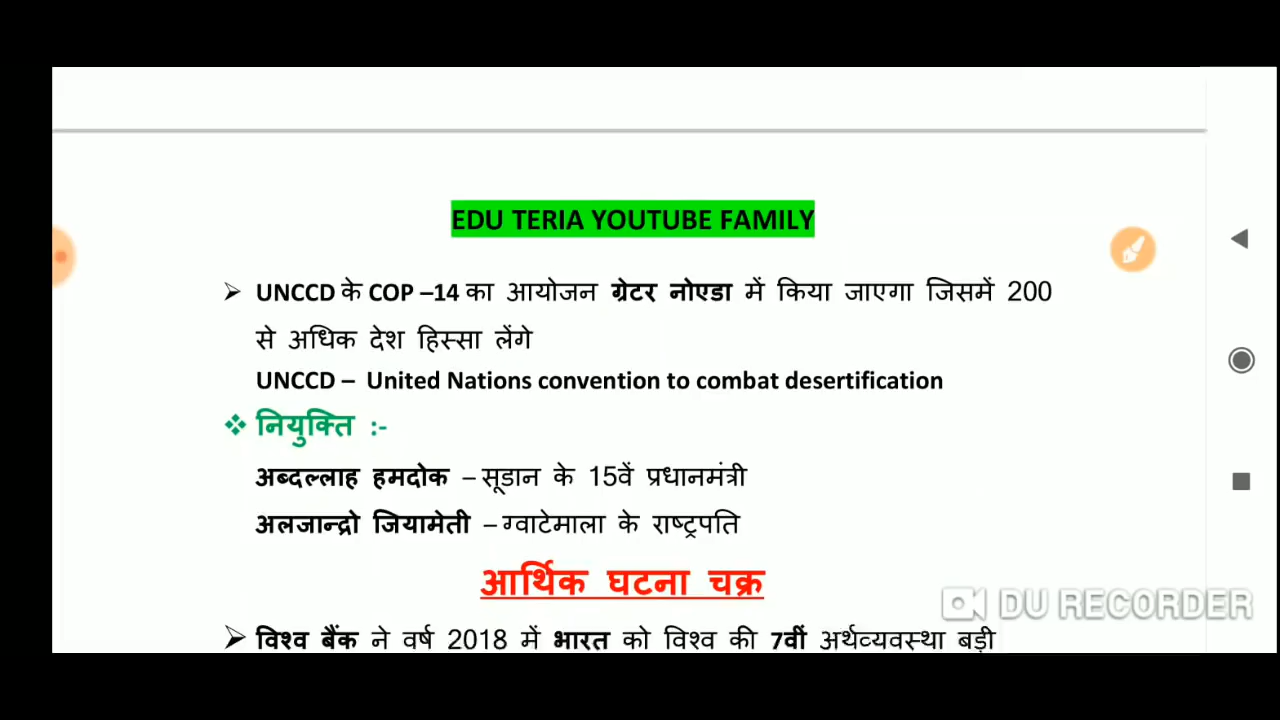 EDU TERIA YOUTUBE FAMILY
➢ UNCCD के COP –14 का आयोजन ग्रेटर नोएडा में किया जाएगा जिसमें 200
से अधिक देश हिस्सा लेंगे
UNCCD – United Nations convention to combat desertification
❖ नियुक्ति :-
अब्दल्लाह हमदोक – सूडान के 15वें प्रधानमंत्री
अलजान्द्रो जियामेती – ग्वाटेमाला के राष्ट्रपति
आर्थिक घटना चक्र
DU RECORDER
➢ विश्व बैंक ने वर्ष 2018 में भारत को विश्व की 7वीं अर्थव्यवस्था बड़ी